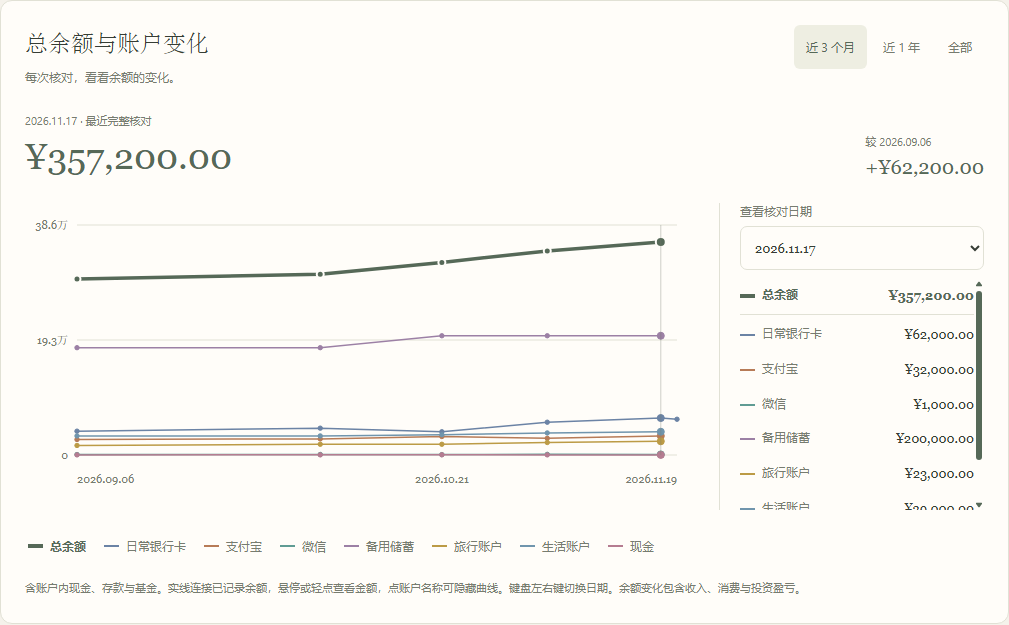 总余额与账户变化
近 3 个月 近 1 年 全部
每次核对，看看余额的变化。
2026.11.17 · 最近完整核对
¥357,200.00
较 2026.09.06
+¥62,200.00
38.6万
19.3万
0
2026.09.06 2026.10.21 2026.11.19
查看核对日期
2026.11.17
总余额 ¥357,200.00
日常银行卡 ¥62,000.00
支付宝 ¥32,000.00
微信 ¥1,000.00
备用储蓄 ¥200,000.00
旅行账户 ¥23,000.00
生活账户 ¥39,000.00
总余额 日常银行卡 支付宝 微信 备用储蓄 旅行账户 生活账户 现金
含账户内现金、存款与基金。实线连接已记录余额，悬停或轻点查看金额，点账户名称可隐藏曲线。键盘左右键切换日期。余额变化包含收入、消费与投资盈亏。